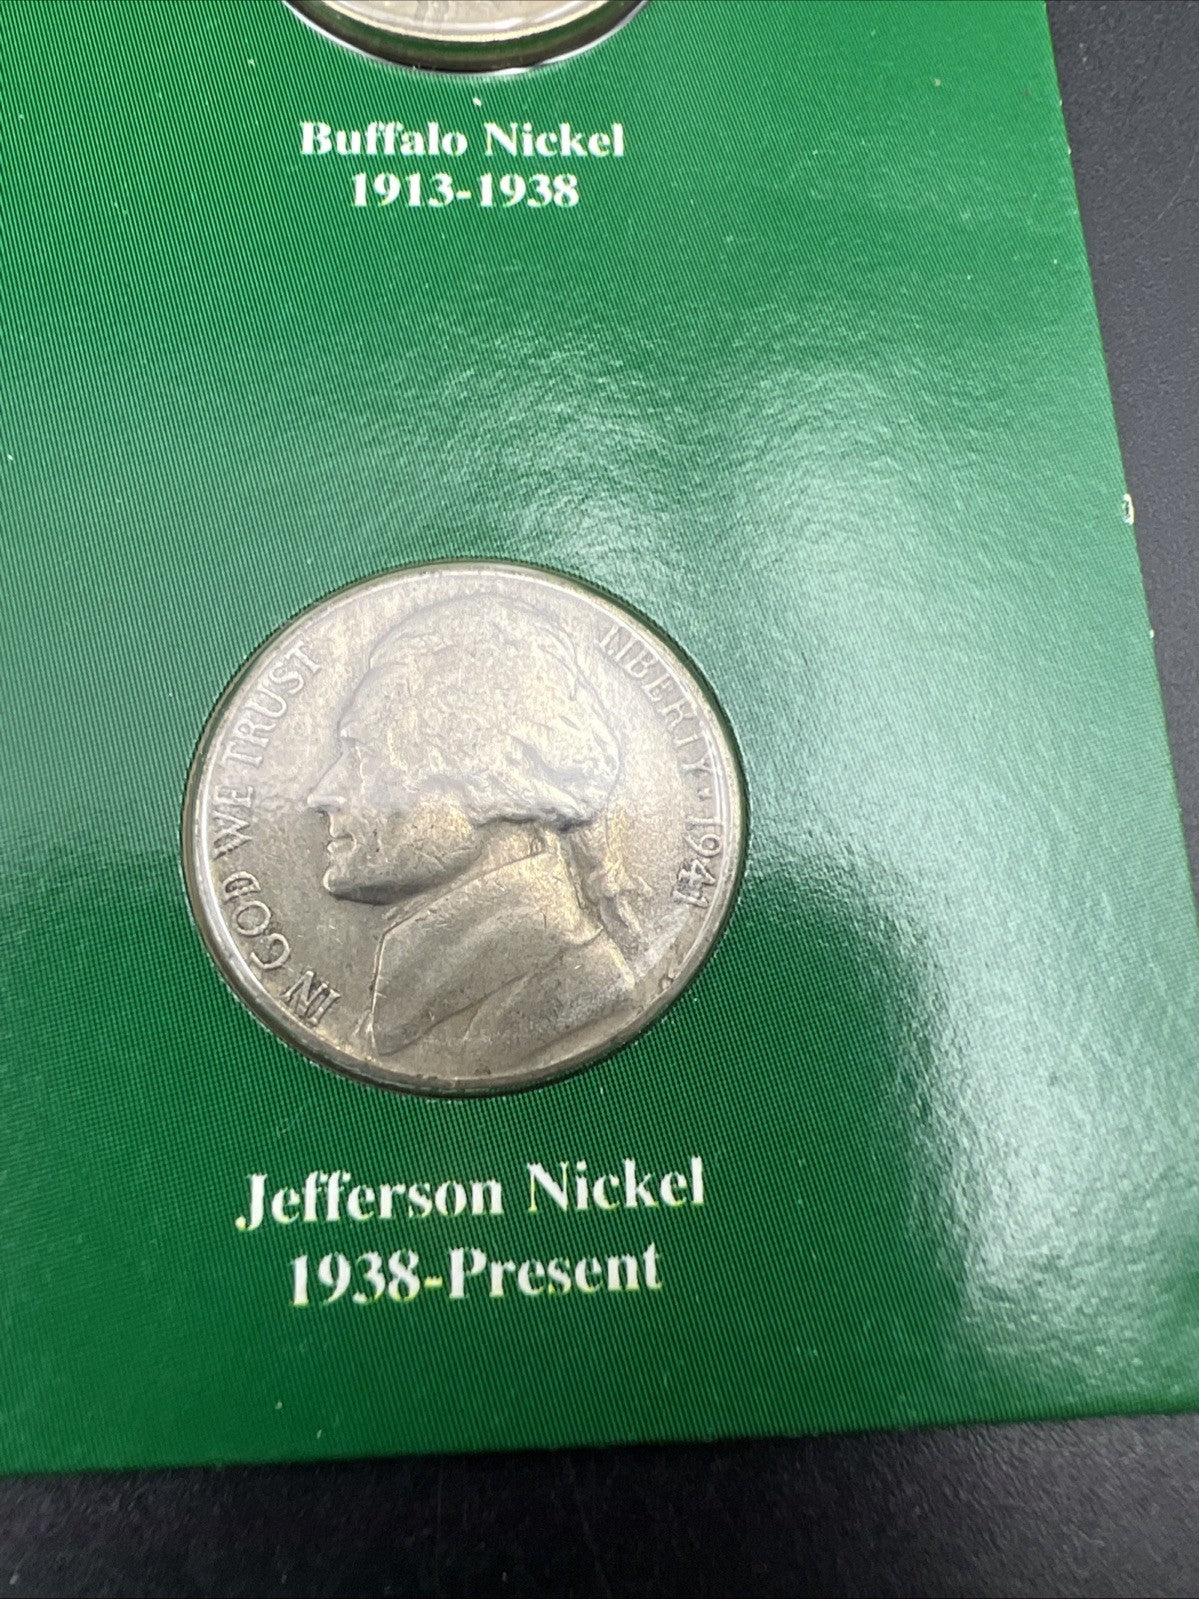 Buffalo Nickel
1913-1938
IN GOD WE TRUST
LIBERTY · 1941
Jefferson Nickel
1938-Present